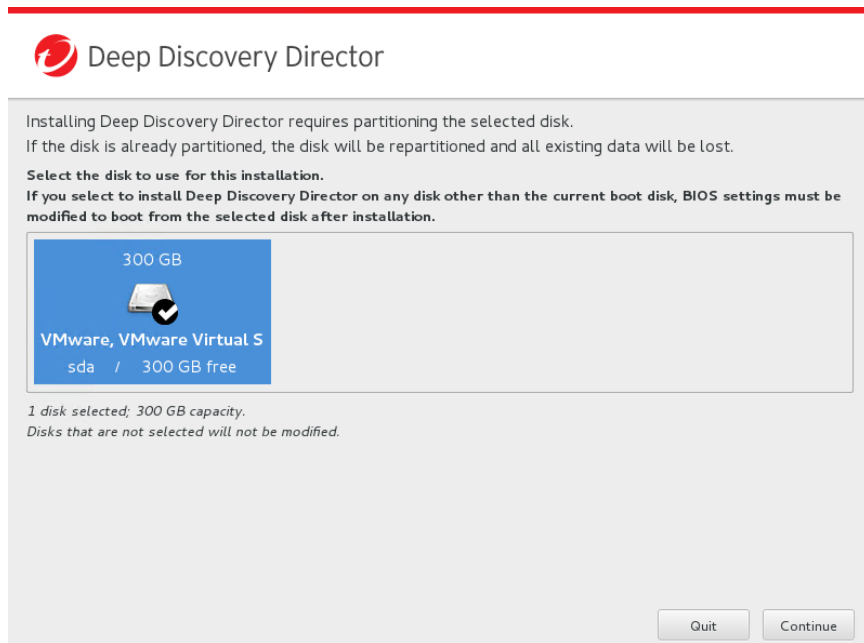 Deep Discovery Director
Installing Deep Discovery Director requires partitioning the selected disk.
If the disk is already partitioned, the disk will be repartitioned and all existing data will be lost.
Select the disk to use for this installation.
If you select to install Deep Discovery Director on any disk other than the current boot disk, BIOS settings must be
modified to boot from the selected disk after installation.
300 GB
VMware, VMware Virtual S
sda / 300 GB free
1 disk selected; 300 GB capacity.
Disks that are not selected will not be modified.
Quit Continue